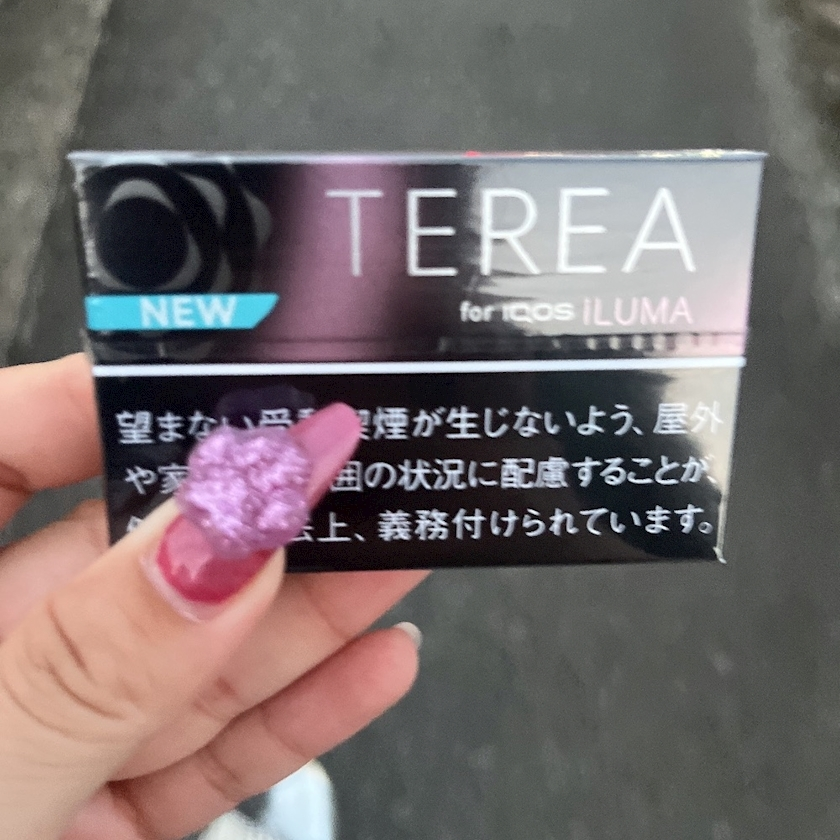 TEREA
NEW
for IQOS iLUMA
望まない受 煙が生じないよう、屋外
や家 囲の状況に配慮することが、
上、義務付けられています。